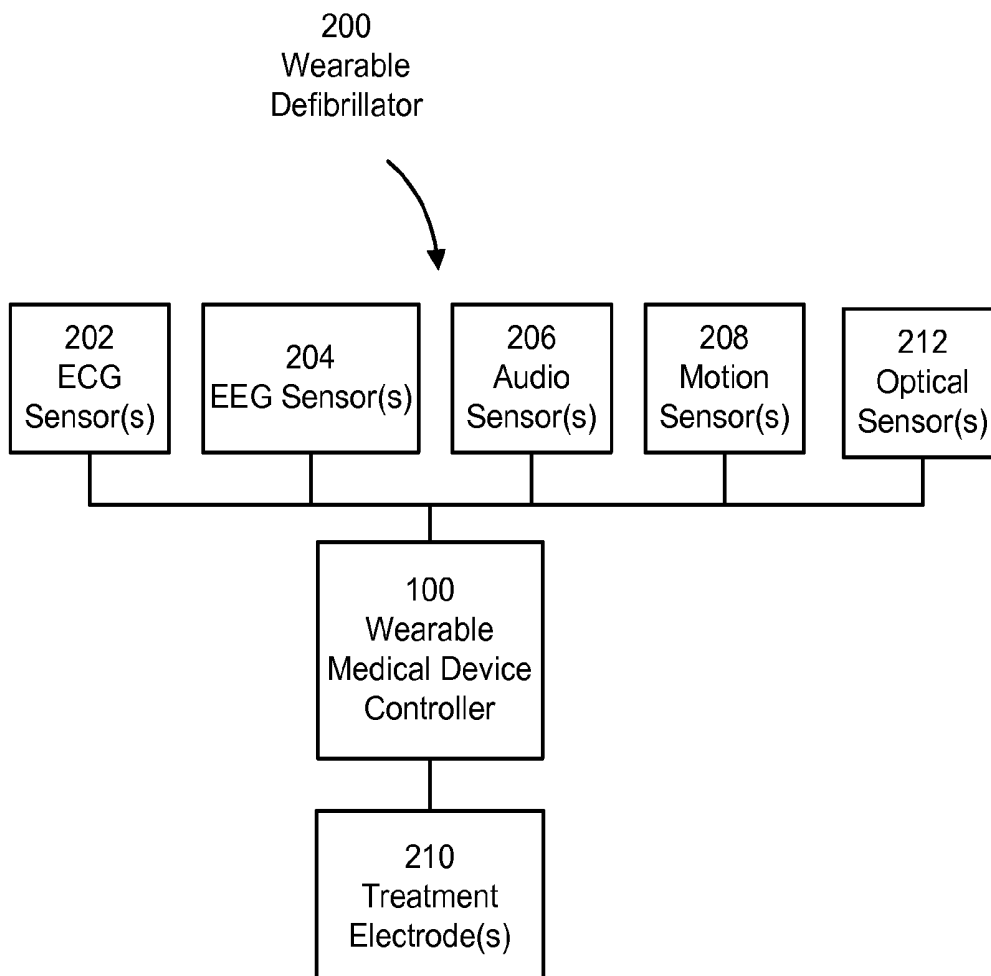 200
Wearable
Defibrillator
202
ECG
Sensor(s)
204
EEG Sensor(s)
206
Audio
Sensor(s)
208
Motion
Sensor(s)
212
Optical
Sensor(s)
100
Wearable
Medical Device
Controller
210
Treatment
Electrode(s)